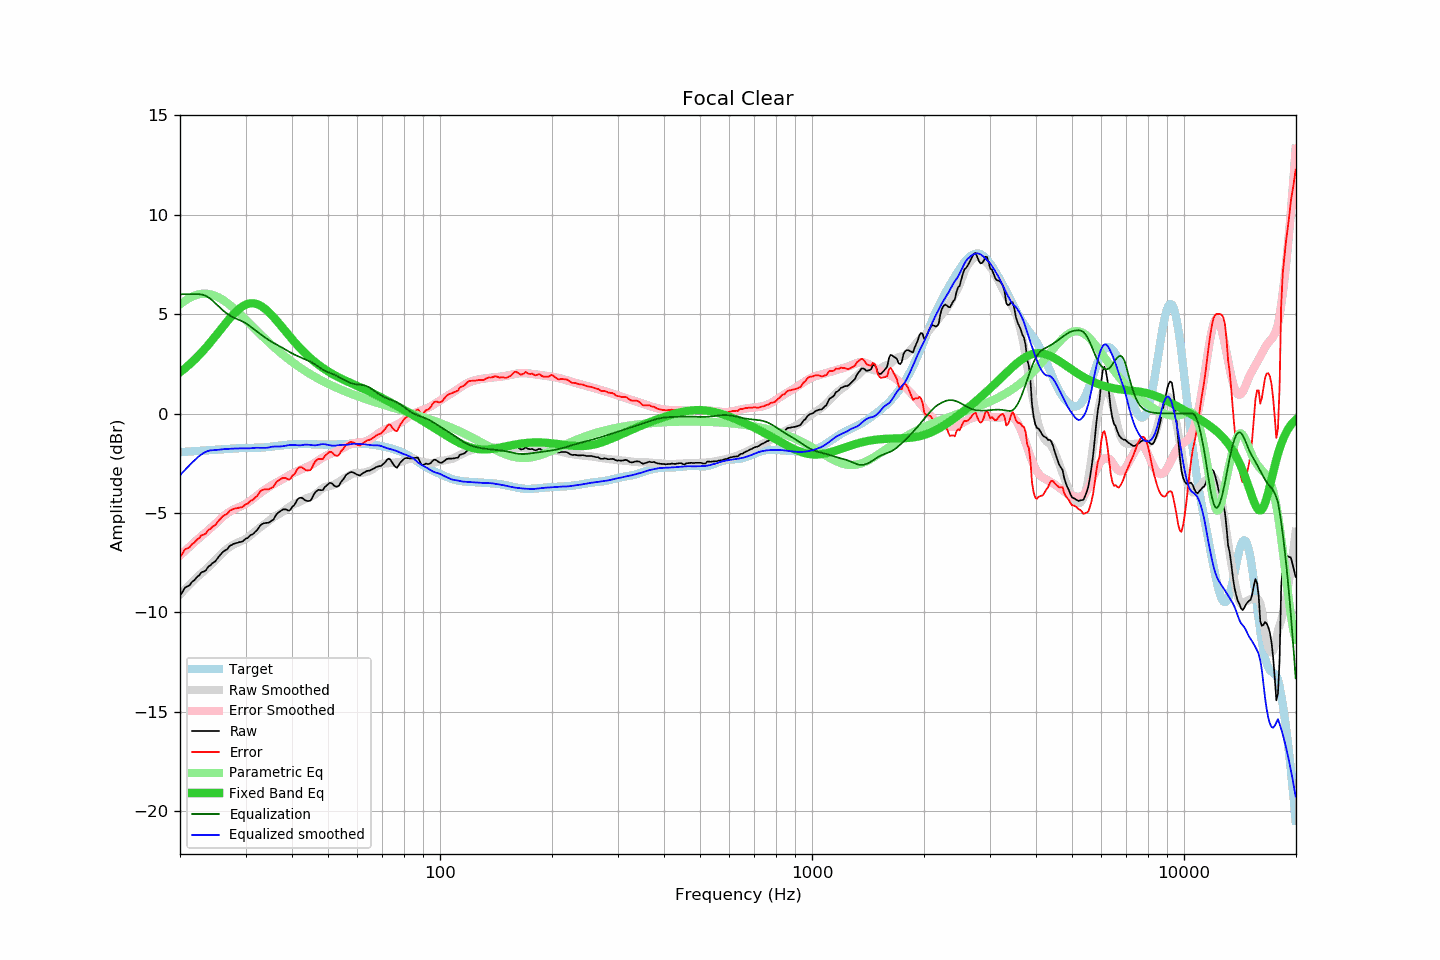 Focal Clear
15
10
5
0
−5
−10
−15
−20
Amplitude (dBr)
Target
Raw Smoothed
Error Smoothed
Raw
Error
Parametric Eq
Fixed Band Eq
Equalization
Equalized smoothed
100 1000 10000
Frequency (Hz)